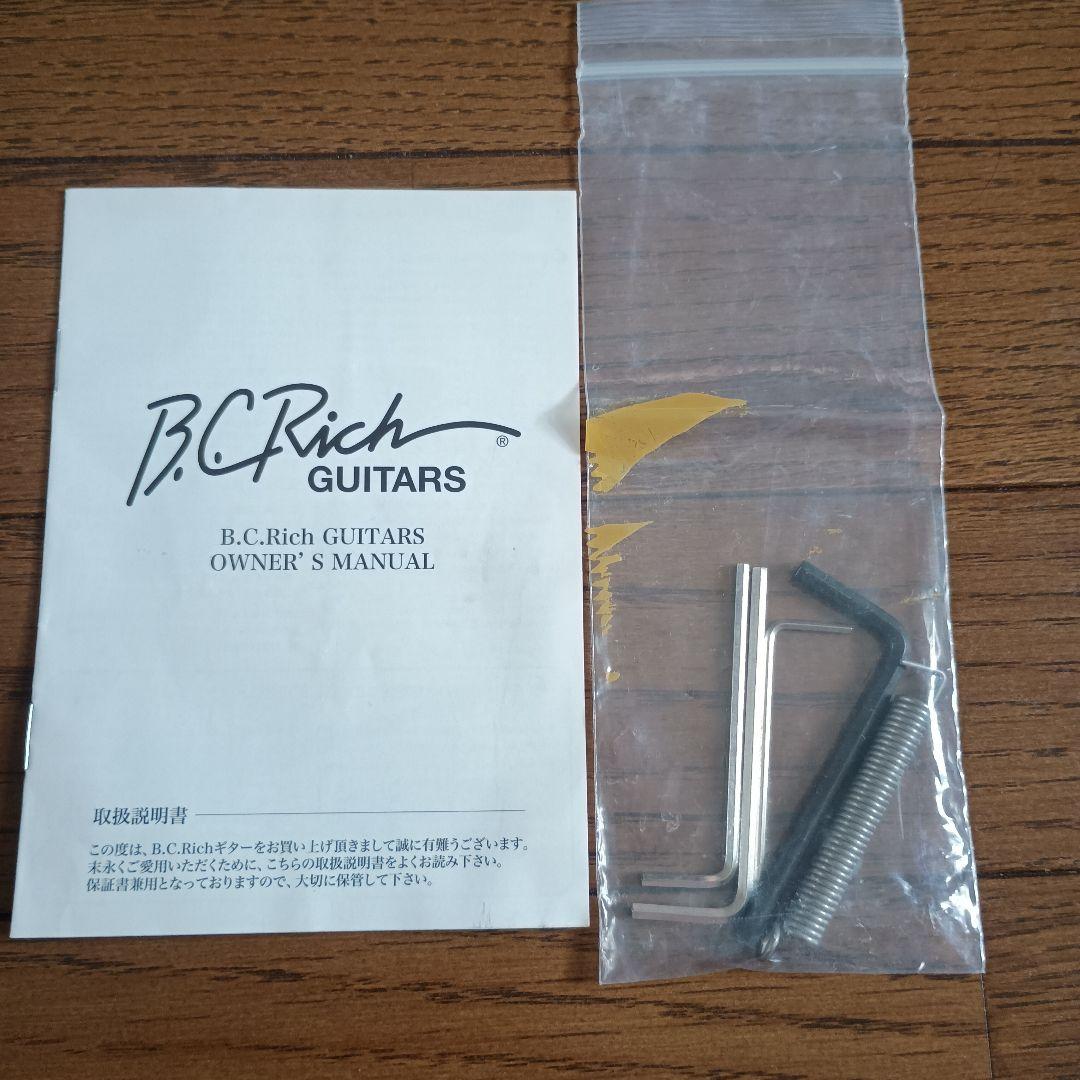 B.C.Rich®
GUITARS
B.C.Rich GUITARS
OWNER'S MANUAL
取扱説明書
この度は、B.C.Richギターをお買い上げ頂きまして誠に有難うございます。
末永くご愛用いただくために、こちらの取扱説明書をよくお読み下さい。
保証書兼用となっておりますので、大切に保管して下さい。